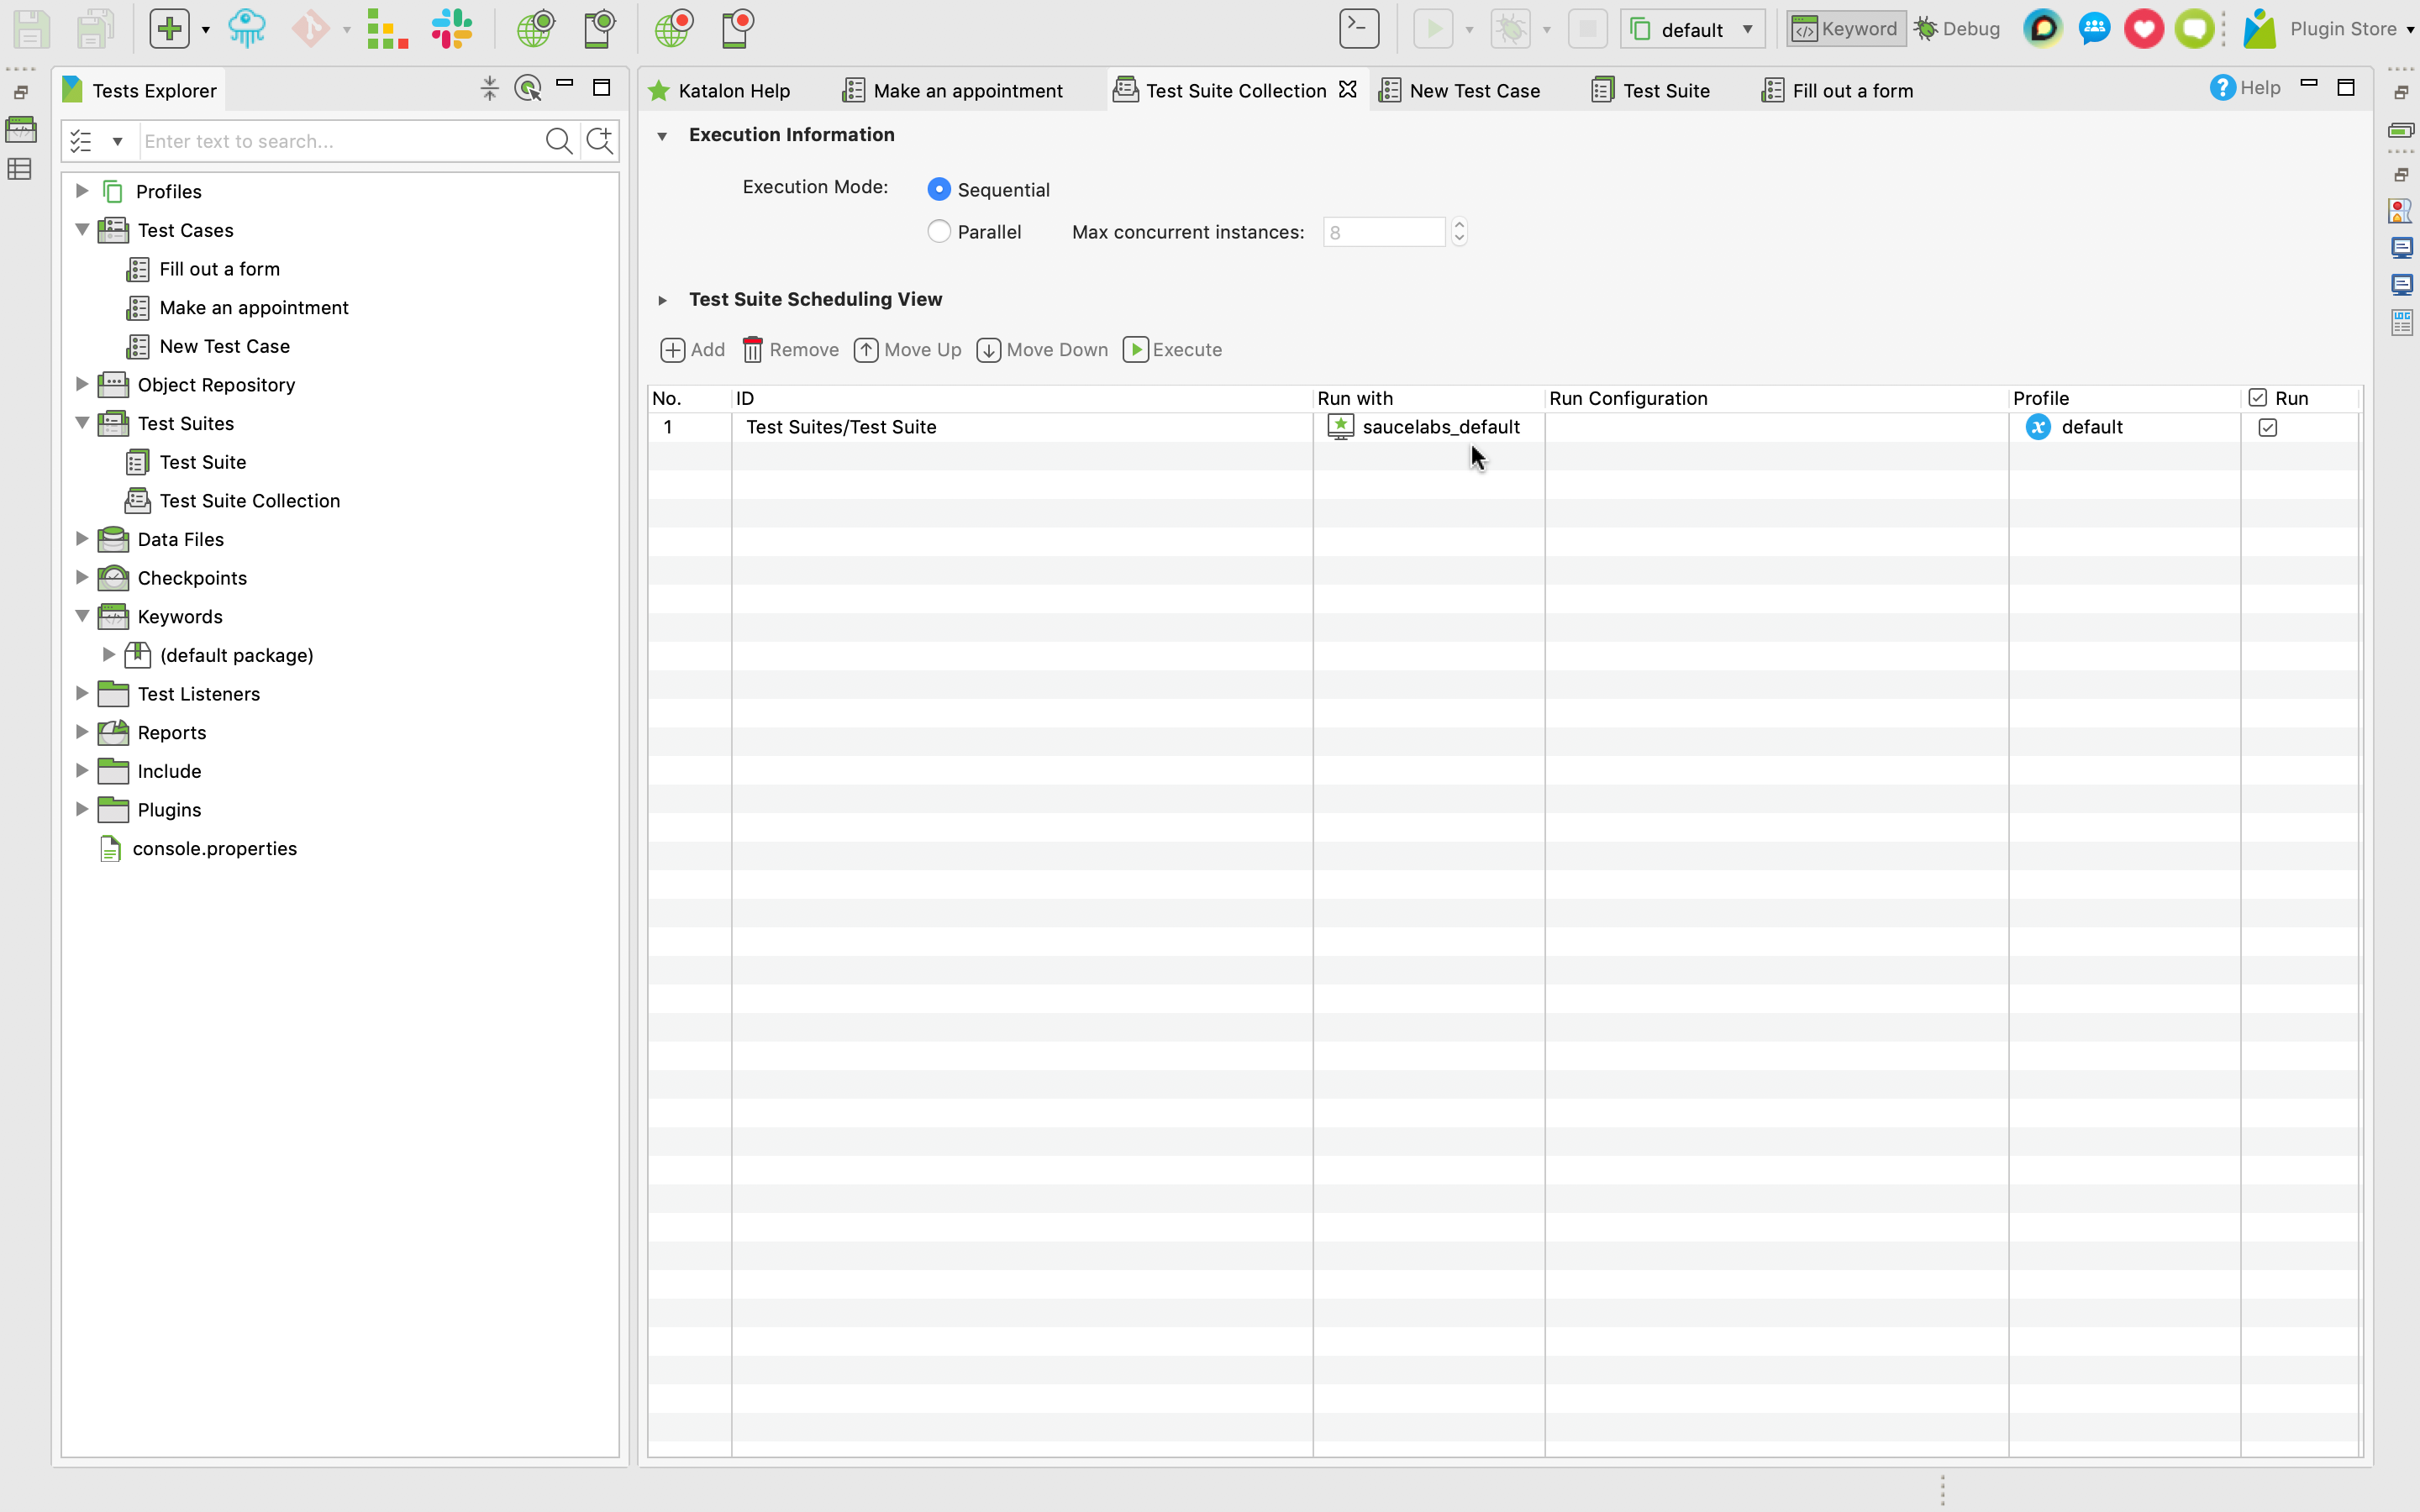 default
Keyword
Debug
Plugin Store
Tests Explorer
Enter text to search...
Profiles
Test Cases
Fill out a form
Make an appointment
New Test Case
Object Repository
Test Suites
Test Suite
Test Suite Collection
Data Files
Checkpoints
Keywords
(default package)
Test Listeners
Reports
Include
Plugins
console.properties
Katalon Help
Make an appointment
Test Suite Collection
New Test Case
Test Suite
Fill out a form
Help
Execution Information
Execution Mode:
Sequential
Parallel
Max concurrent instances:
8
Test Suite Scheduling View
Add
Remove
Move Up
Move Down
Execute
No. ID Run with Run Configuration Profile Run
1 Test Suites/Test Suite saucelabs_default default
LOG